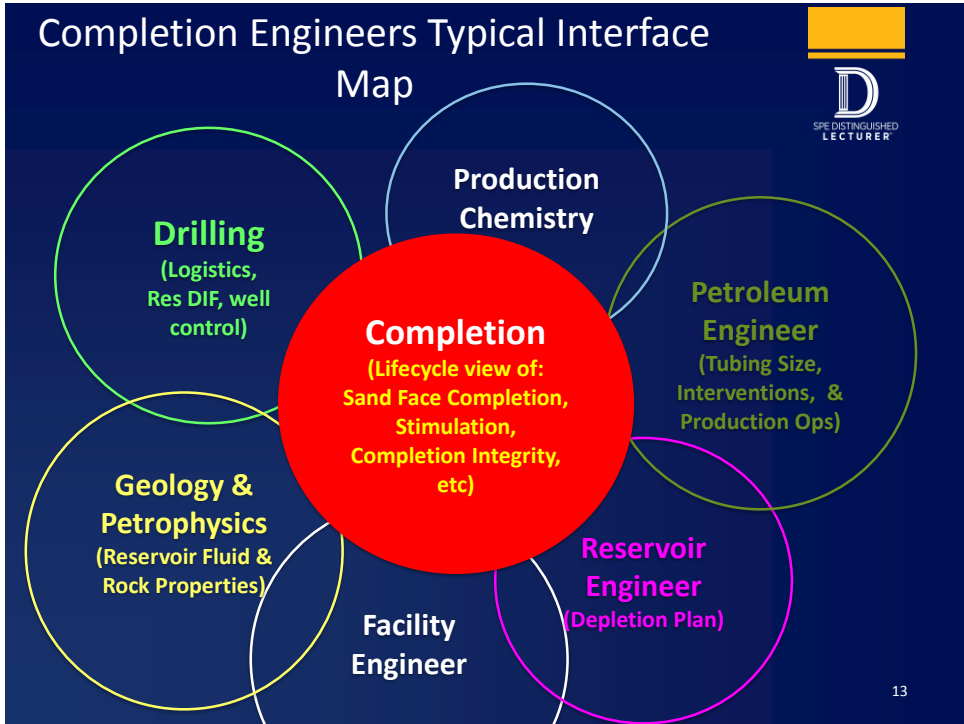 Completion Engineers Typical Interface
Map
SPE DISTINGUISHED
LECTURER
Production
Chemistry
Drilling
(Logistics,
Res DIF, well
control)
Petroleum
Engineer
(Tubing Size,
Interventions, &
Production Ops)
Completion
(Lifecycle view of:
Sand Face Completion,
Stimulation,
Completion Integrity,
etc)
Geology &
Petrophysics
(Reservoir Fluid &
Rock Properties)
Reservoir
Engineer
(Depletion Plan)
Facility
Engineer
13